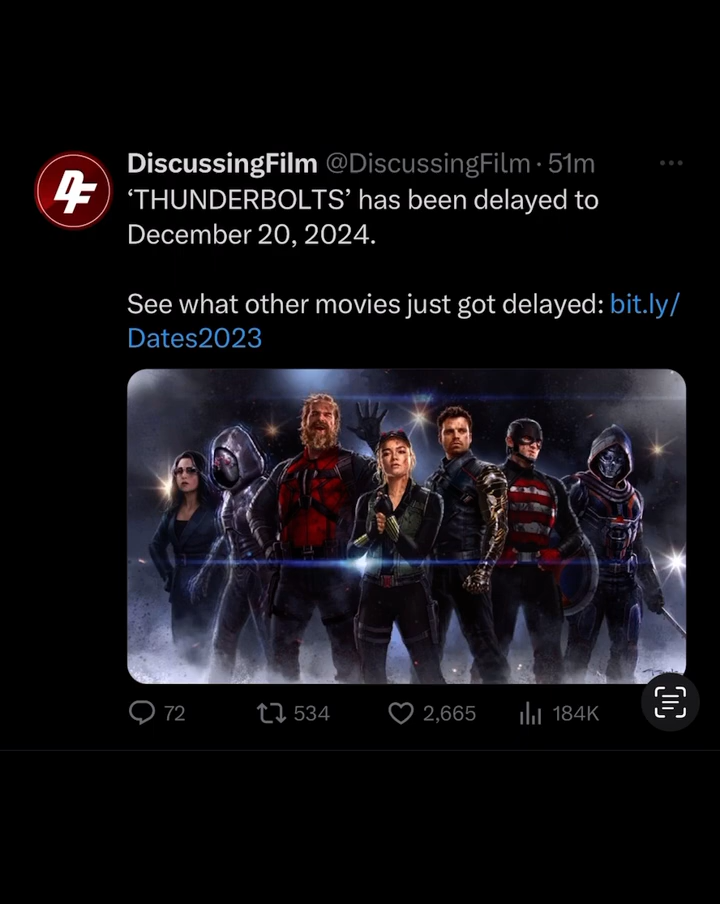 DF
DiscussingFilm @DiscussingFilm · 51m
‘THUNDERBOLTS’ has been delayed to
December 20, 2024.
See what other movies just got delayed: bit.ly/
Dates2023
72 534 2,665 184K